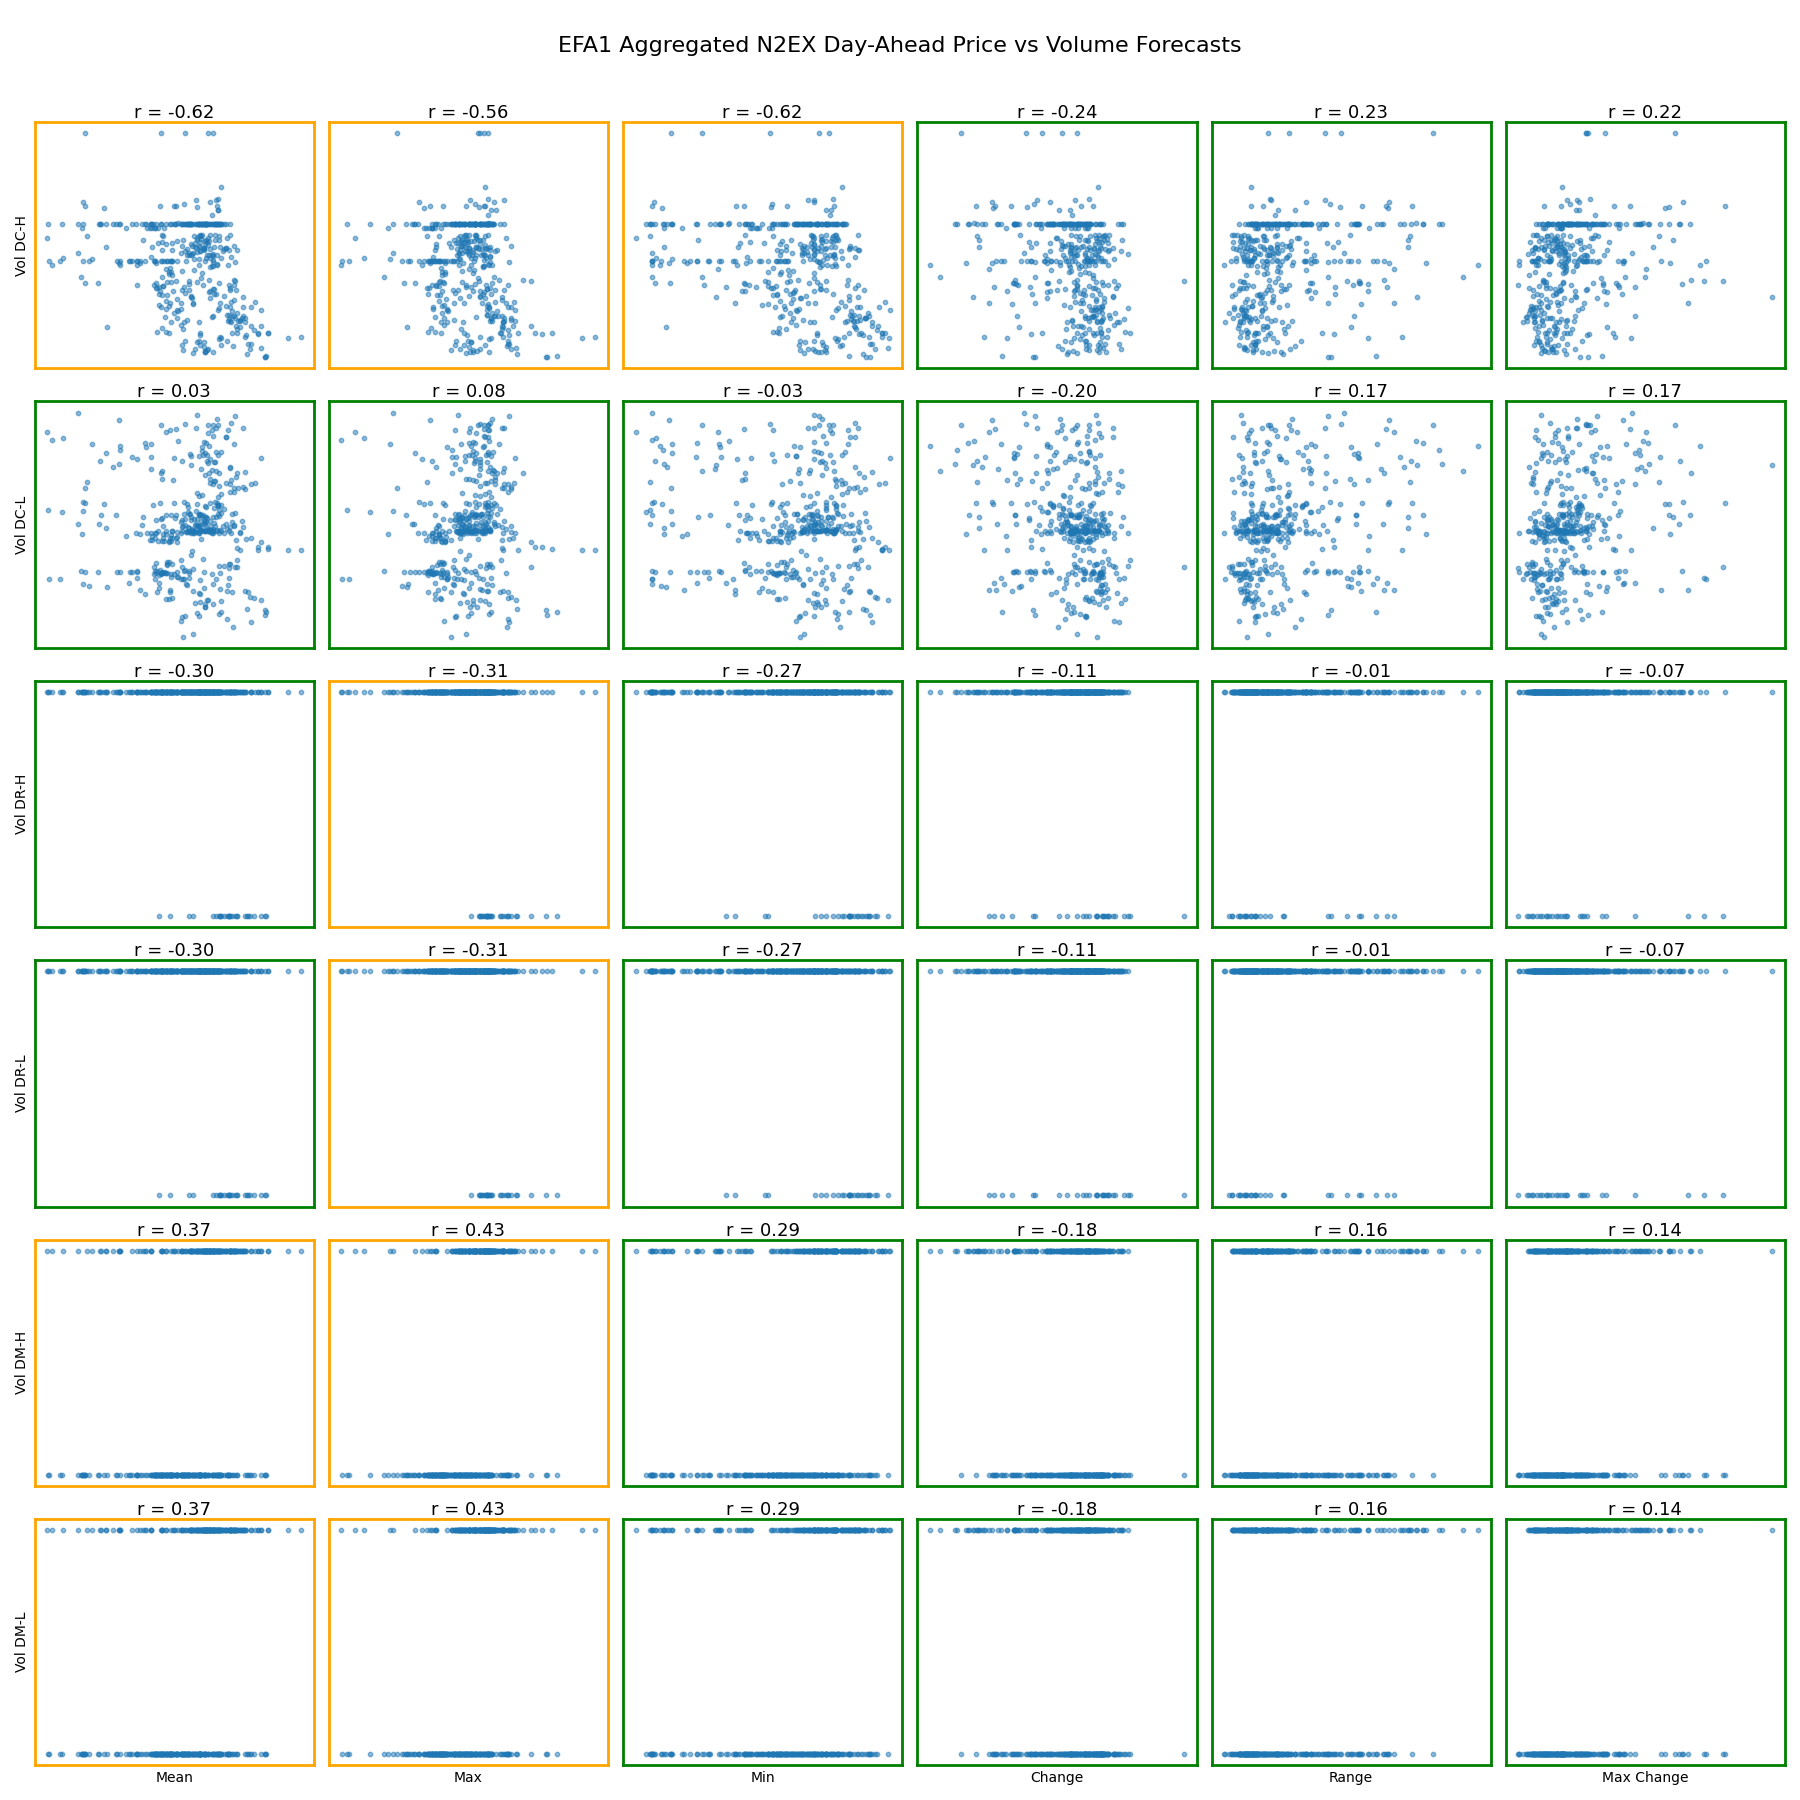 EFA1 Aggregated N2EX Day-Ahead Price vs Volume Forecasts
r = -0.62
r = -0.56
r = -0.62
r = -0.24
r = 0.23
r = 0.22
Vol DC-H
r = 0.03
r = 0.08
r = -0.03
r = -0.20
r = 0.17
r = 0.17
Vol DC-L
r = -0.30
r = -0.31
r = -0.27
r = -0.11
r = -0.01
r = -0.07
Vol DR-H
r = -0.30
r = -0.31
r = -0.27
r = -0.11
r = -0.01
r = -0.07
Vol DR-L
r = 0.37
r = 0.43
r = 0.29
r = -0.18
r = 0.16
r = 0.14
Vol DM-H
r = 0.37
r = 0.43
r = 0.29
r = -0.18
r = 0.16
r = 0.14
Vol DM-L
Mean
Max
Min
Change
Range
Max Change